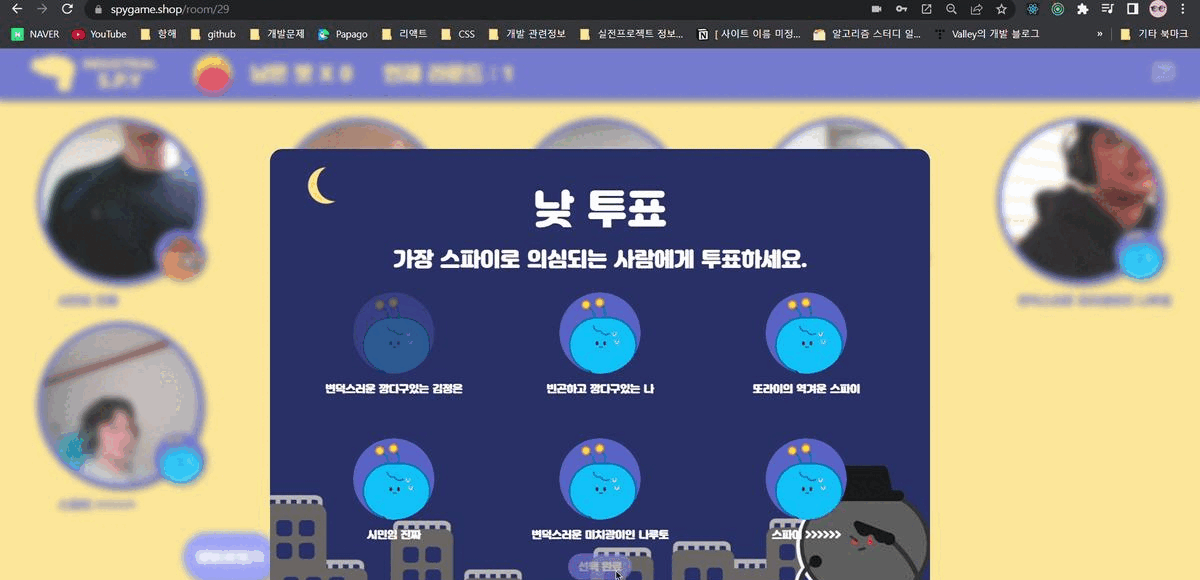 spygame.shop/room/29
NAVER YouTube 항해 github 개발문제 Papago 리액트 CSS 개발 관련정보 실전프로젝트 정보... [ 사이트 이름 미정... 알고리즘 스터디 일... Valley의 개발 블로그 » 기타 북마크
낮 투표
가장 스파이로 의심되는 사람에게 투표하세요.
변덕스러운 깡다구있는 김정은 빈곤하고 깡다구있는 나 또라이의 역겨운 스파이
시민임 진짜 변덕스러운 미치광이인 나루토 스파이 >>>>>>
선택 완료